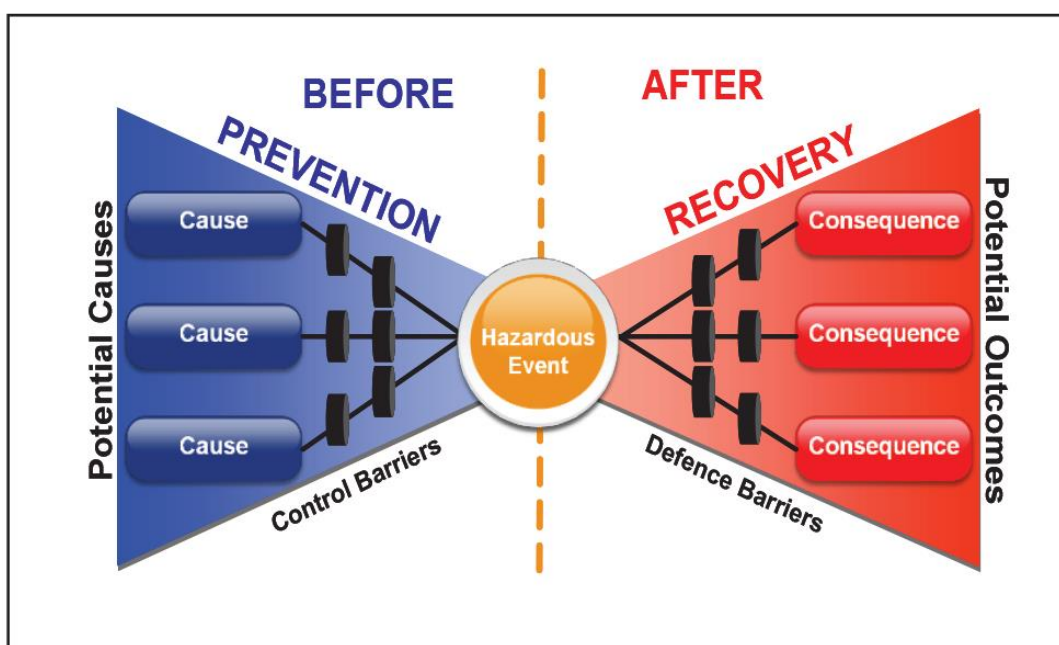 BEFORE
AFTER
PREVENTION
RECOVERY
Potential Causes
Cause
Cause
Cause
Control Barriers
Hazardous
Event
Consequence
Consequence
Consequence
Defence Barriers
Potential Outcomes